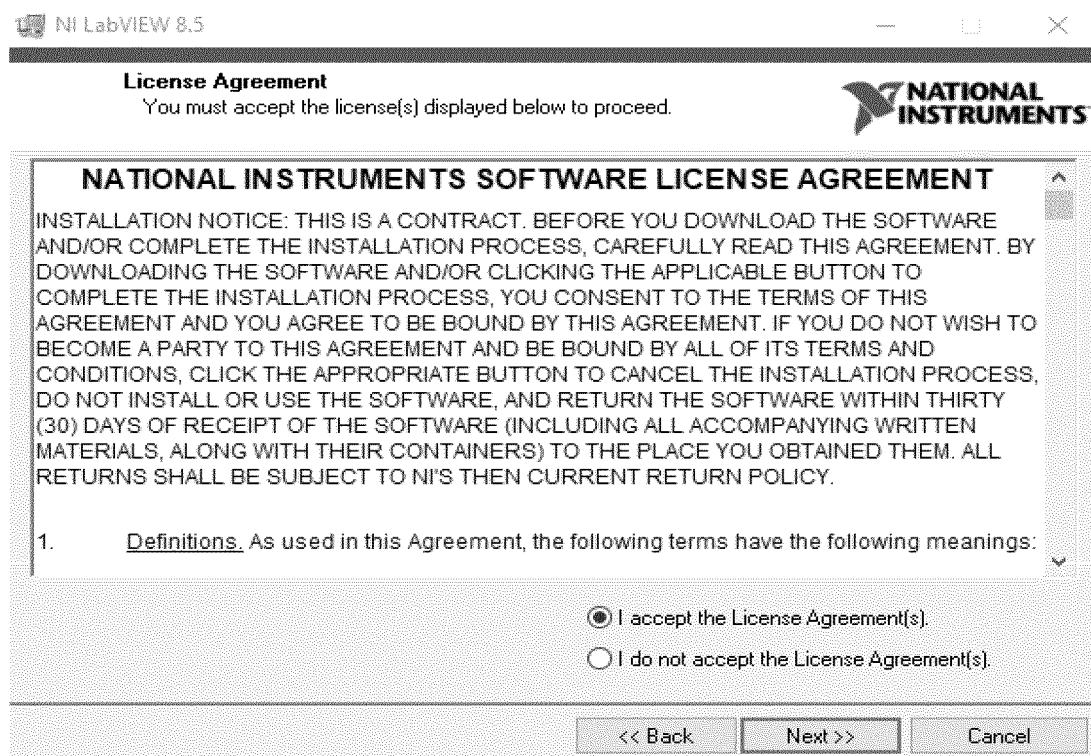 NI LabVIEW 8.5
License Agreement
You must accept the license(s) displayed below to proceed.
NATIONAL
INSTRUMENTS
NATIONAL INSTRUMENTS SOFTWARE LICENSE AGREEMENT
INSTALLATION NOTICE: THIS IS A CONTRACT. BEFORE YOU DOWNLOAD THE SOFTWARE
AND/OR COMPLETE THE INSTALLATION PROCESS, CAREFULLY READ THIS AGREEMENT. BY
DOWNLOADING THE SOFTWARE AND/OR CLICKING THE APPLICABLE BUTTON TO
COMPLETE THE INSTALLATION PROCESS, YOU CONSENT TO THE TERMS OF THIS
AGREEMENT AND YOU AGREE TO BE BOUND BY THIS AGREEMENT. IF YOU DO NOT WISH TO
BECOME A PARTY TO THIS AGREEMENT AND BE BOUND BY ALL OF ITS TERMS AND
CONDITIONS, CLICK THE APPROPRIATE BUTTON TO CANCEL THE INSTALLATION PROCESS,
DO NOT INSTALL OR USE THE SOFTWARE, AND RETURN THE SOFTWARE WITHIN THIRTY
(30) DAYS OF RECEIPT OF THE SOFTWARE (INCLUDING ALL ACCOMPANYING WRITTEN
MATERIALS, ALONG WITH THEIR CONTAINERS) TO THE PLACE YOU OBTAINED THEM. ALL
RETURNS SHALL BE SUBJECT TO NI'S THEN CURRENT RETURN POLICY.
1. Definitions. As used in this Agreement, the following terms have the following meanings:
I accept the License Agreement(s).
I do not accept the License Agreement(s).
<< Back Next >> Cancel